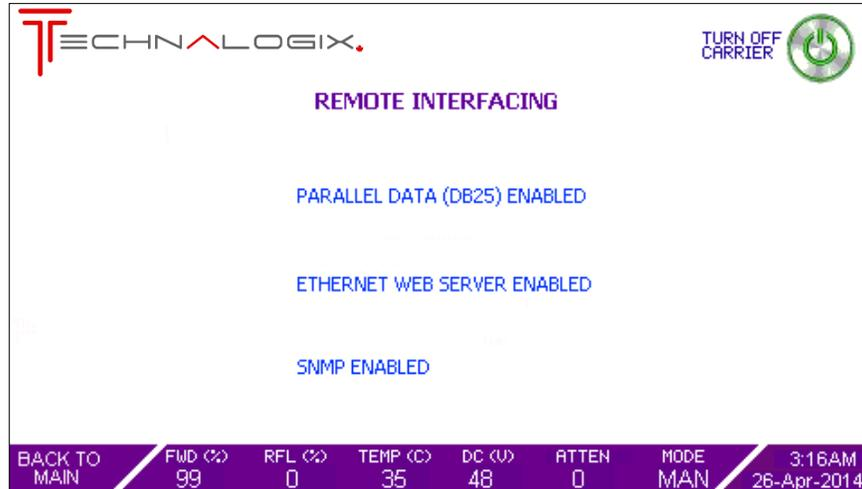 TECHNALOGIX.
TURN OFF
CARRIER
REMOTE INTERFACING
PARALLEL DATA (DB25) ENABLED
ETHERNET WEB SERVER ENABLED
SNMP ENABLED
BACK TO
MAIN
FWD (%) RFL (%) TEMP (C) DC (V) ATTEN MODE 3:16AM
99 0 35 48 0 MAN 26-Apr-2014